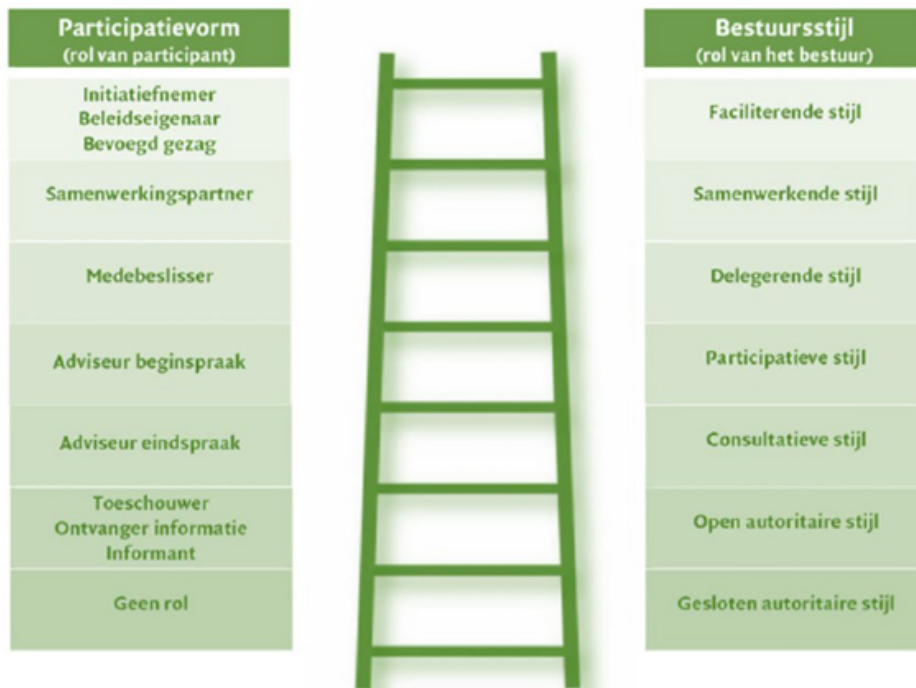 Participatievorm
(rol van participant)
Initiatiefnemer
Beleidseigenaar
Bevoegd gezag
Samenwerkingspartner
Medebeslisser
Adviseur beginspraak
Adviseur eindspraak
Toeschouwer
Ontvanger informatie
Informant
Geen rol
Bestuursstijl
(rol van het bestuur)
Faciliterende stijl
Samenwerkende stijl
Delegerende stijl
Participatieve stijl
Consultatieve stijl
Open autoritaire stijl
Gesloten autoritaire stijl